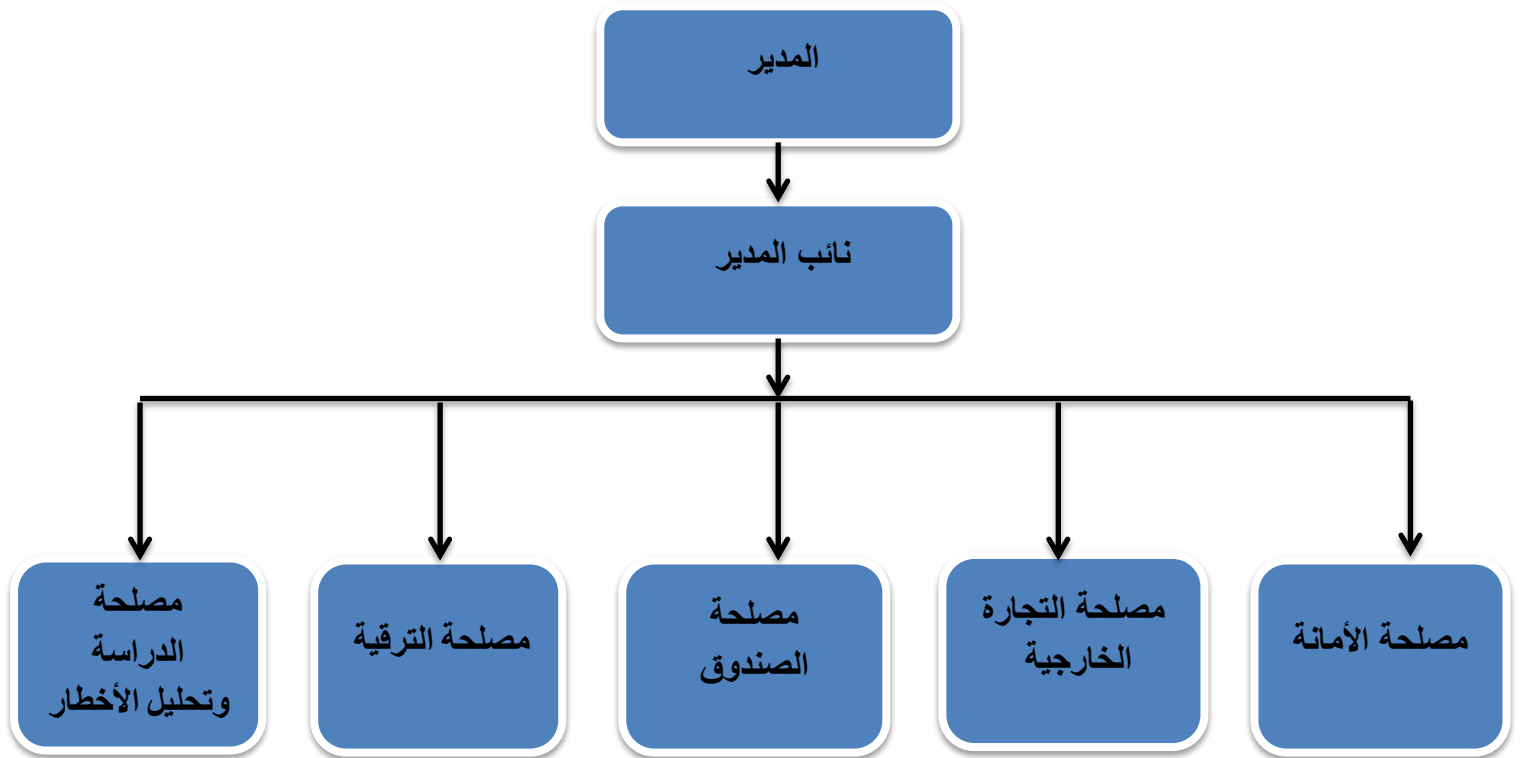 المدير
نائب المدير
مصلحة الأمانة
مصلحة التجارة
الخارجية
مصلحة
الصندوق
مصلحة الترقية
مصلحة
الدراسة
وتحليل الأخطار